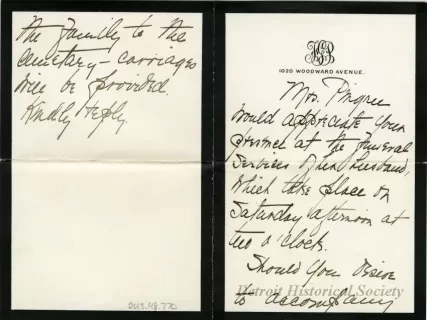 1020 WOODWARD AVENUE.
Mrs. Pingree
would appreciate your
presence at the funeral
services of her husband,
which take place on
Saturday afternoon at
two o'clock.
Should you desire
to accompany
the family to the
cemetery - carriages
will be provided.
Kindly reply.
2013.48.770
Detroit Historical Society